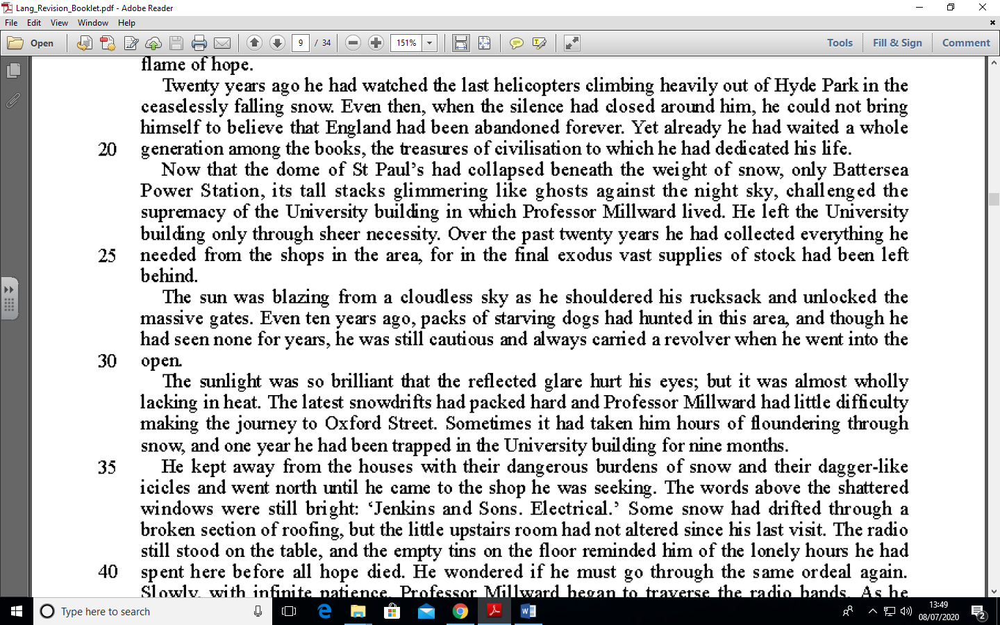 Lang_Revision_Booklet.pdf - Adobe Reader
File Edit View Window Help
Open 9 / 34 151% Tools Fill & Sign Comment
flame of hope.
Twenty years ago he had watched the last helicopters climbing heavily out of Hyde Park in the
ceaselessly falling snow. Even then, when the silence had closed around him, he could not bring
himself to believe that England had been abandoned forever. Yet already he had waited a whole
20 generation among the books, the treasures of civilisation to which he had dedicated his life.
Now that the dome of St Paul's had collapsed beneath the weight of snow, only Battersea
Power Station, its tall stacks glimmering like ghosts against the night sky, challenged the
supremacy of the University building in which Professor Millward lived. He left the University
building only through sheer necessity. Over the past twenty years he had collected everything he
25 needed from the shops in the area, for in the final exodus vast supplies of stock had been left
behind.
The sun was blazing from a cloudless sky as he shouldered his rucksack and unlocked the
massive gates. Even ten years ago, packs of starving dogs had hunted in this area, and though he
had seen none for years, he was still cautious and always carried a revolver when he went into the
30 open.
The sunlight was so brilliant that the reflected glare hurt his eyes; but it was almost wholly
lacking in heat. The latest snowdrifts had packed hard and Professor Millward had little difficulty
making the journey to Oxford Street. Sometimes it had taken him hours of floundering through
snow, and one year he had been trapped in the University building for nine months.
35 He kept away from the houses with their dangerous burdens of snow and their dagger-like
icicles and went north until he came to the shop he was seeking. The words above the shattered
windows were still bright: ‘Jenkins and Sons. Electrical.’ Some snow had drifted through a
broken section of roofing, but the little upstairs room had not altered since his last visit. The radio
still stood on the table, and the empty tins on the floor reminded him of the lonely hours he had
40 spent here before all hope died. He wondered if he must go through the same ordeal again.
Slowly, with infinite patience, Professor Millward began to traverse the radio bands. As he
Type here to search
13:49
08/07/2020
2